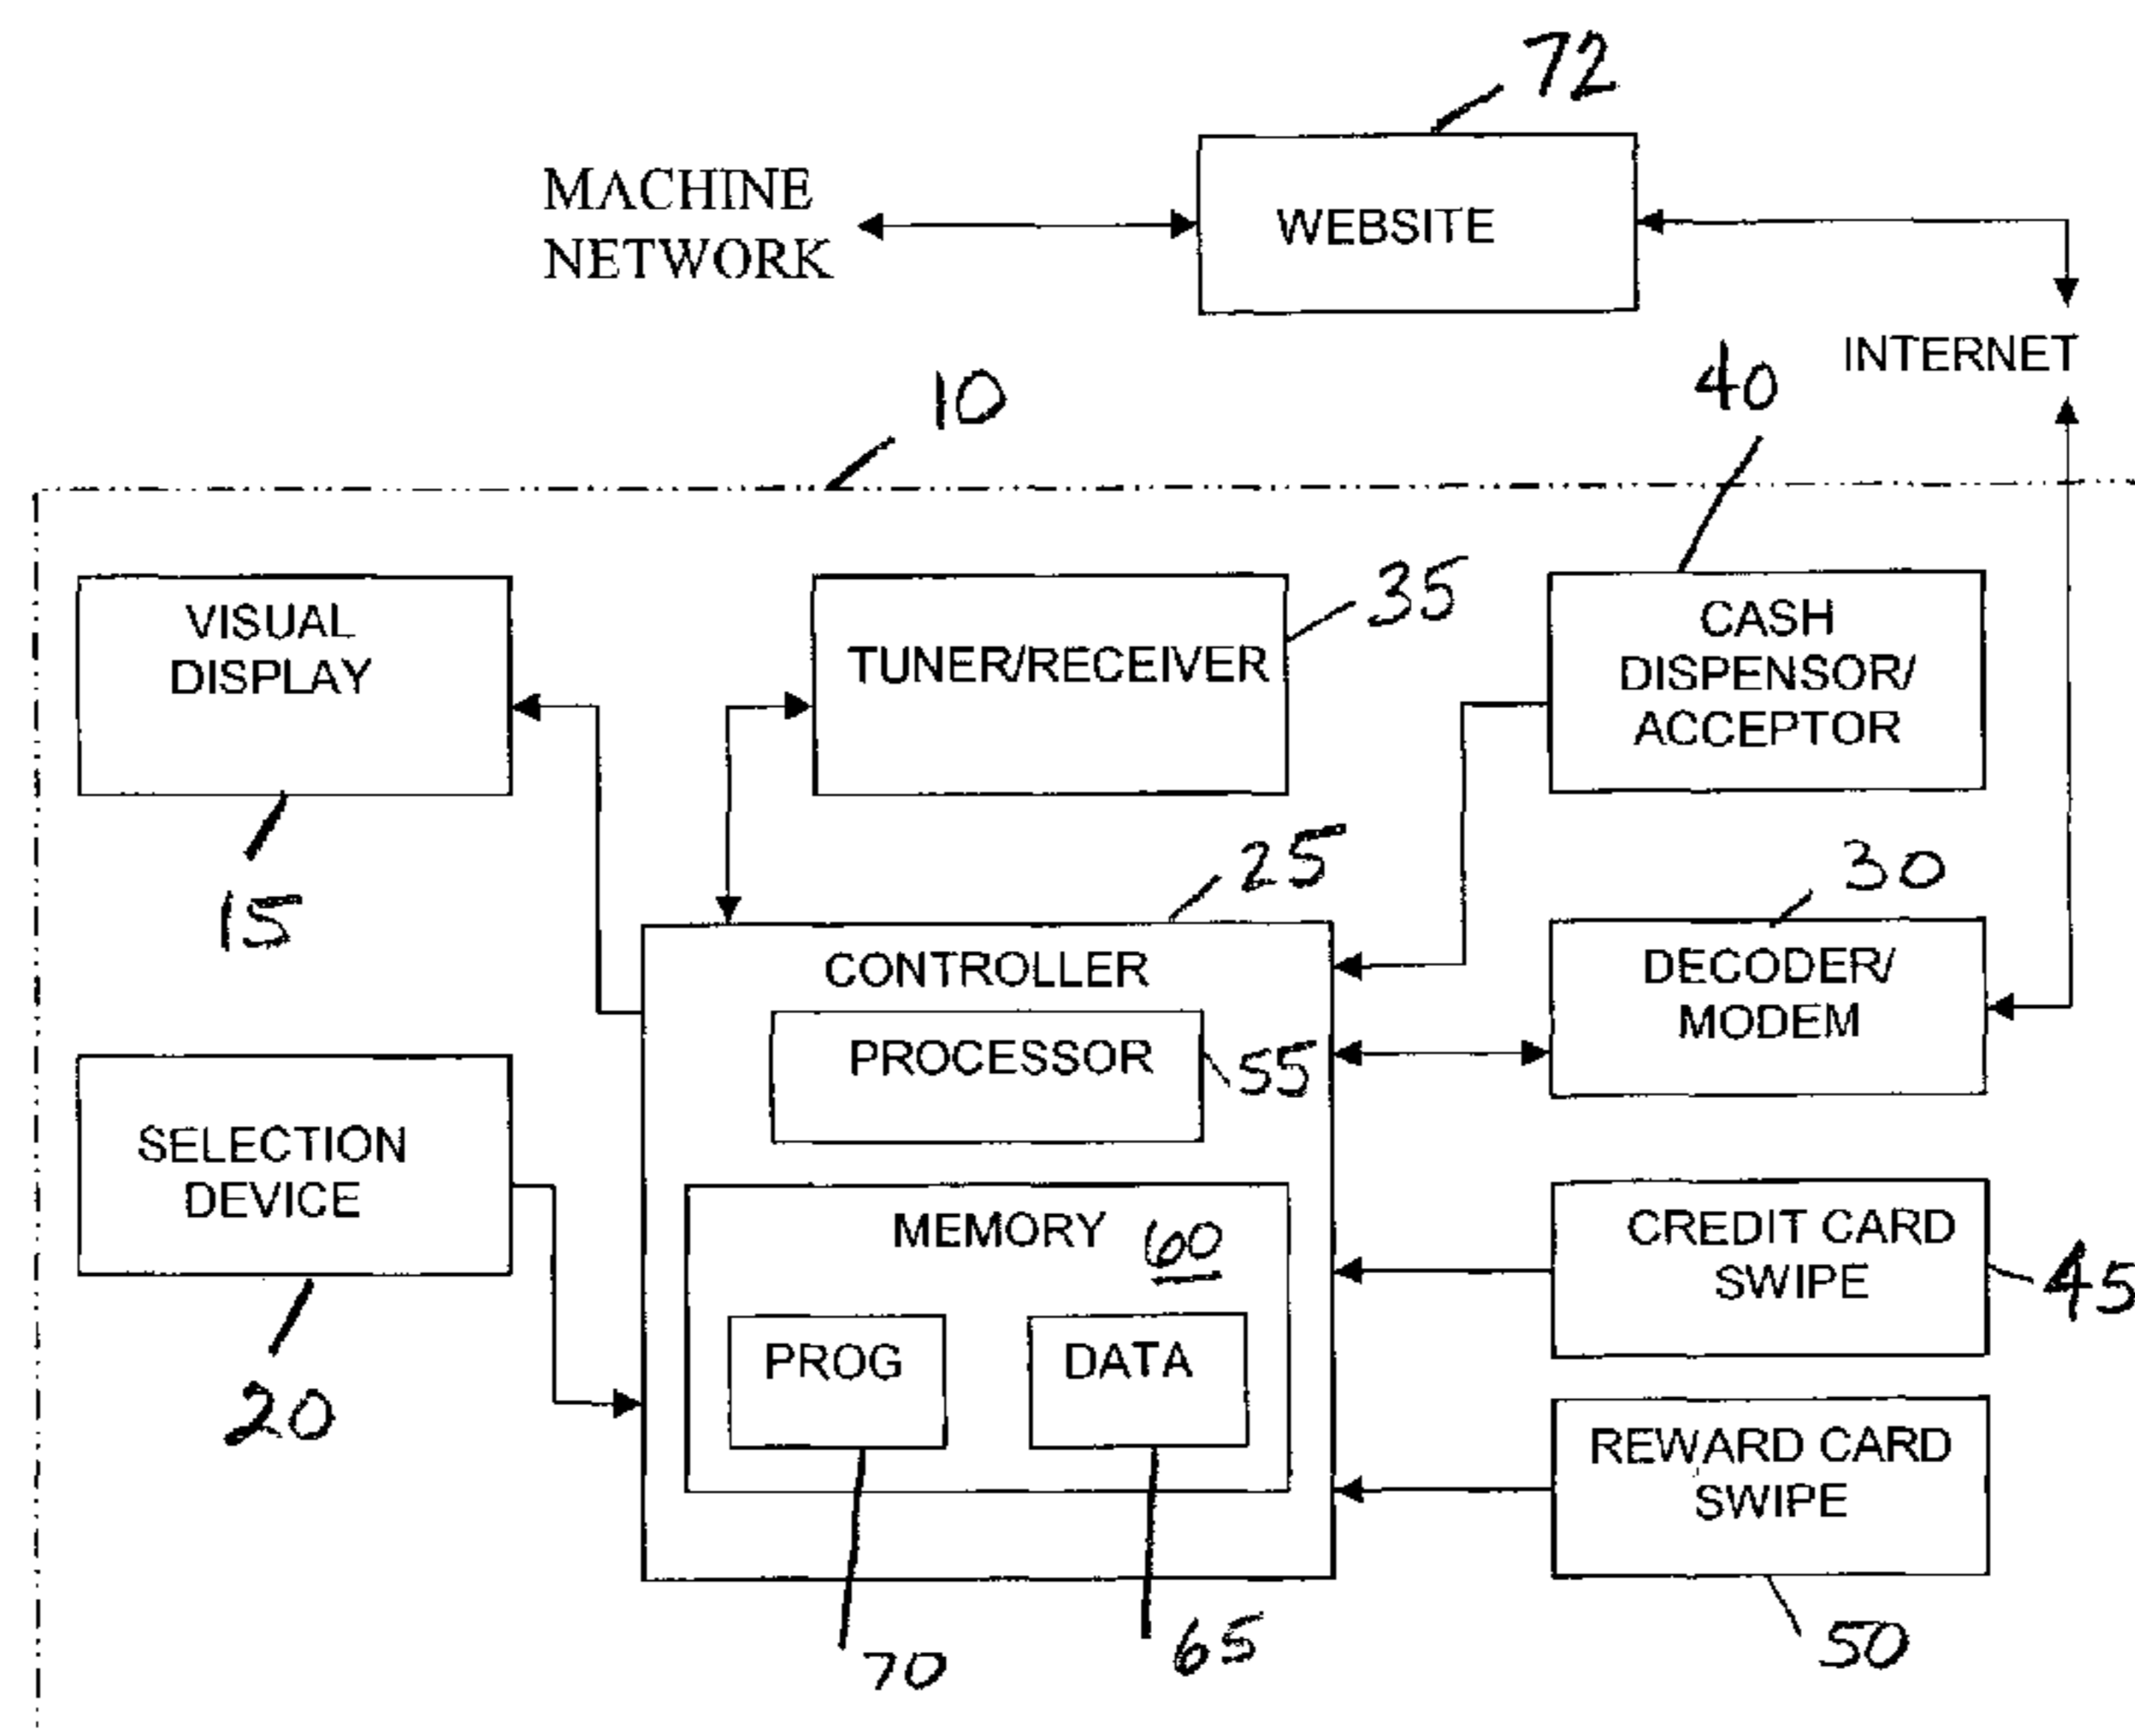 72
MACHINE
NETWORK
WEBSITE
INTERNET
10
40
VISUAL
DISPLAY
15
TUNER/RECEIVER
35
CASH
DISPENSOR/
ACCEPTOR
25
30
CONTROLLER
DECODER/
MODEM
PROCESSOR
55
SELECTION
DEVICE
20
MEMORY
60
PROG
DATA
CREDIT CARD
SWIPE
45
REWARD CARD
SWIPE
70
65
50